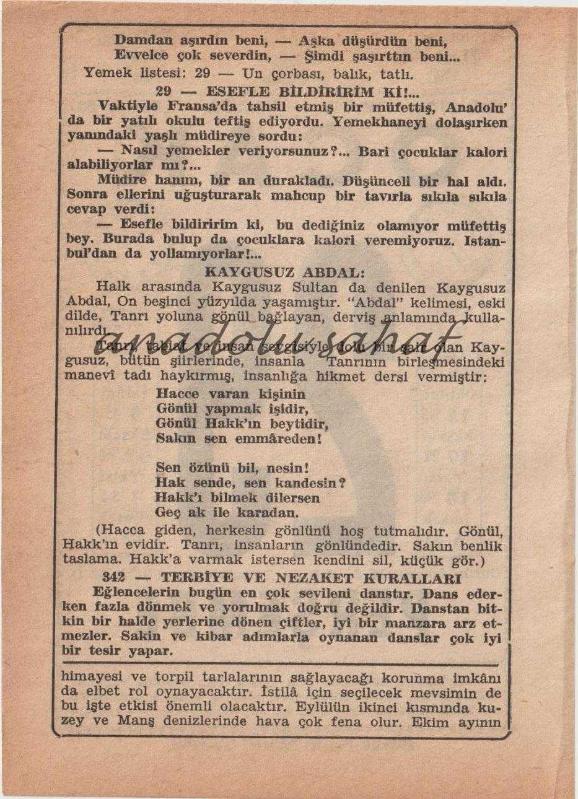 Damdan aşırdın beni, — Aşka düşürdün beni,
Evvelce çok severdin, — Şimdi şaşırttın beni...
Yemek listesi: 29 — Un çorbası, balık, tatlı.
29 — ESEFLE BİLDİRİRİM Kİ!...
Vaktiyle Fransa'da tahsil etmiş bir müfettiş, Anadolu'
da bir yatılı okulu teftiş ediyordu. Yemekhaneyi dolaşırken
yanındaki yaşlı müdireye sordu:
— Nasıl yemekler veriyorsunuz?... Bari çocuklar kalori
alabiliyorlar mı?...
Müdire hanım, bir an durakladı. Düşünceli bir hal aldı.
Sonra ellerini uğuşturarak mahcup bir tavırla sıkıla sıkıla
cevap verdi:
— Esefle bildiririm ki, bu dediğiniz olamıyor müfettiş
bey. Burada bulup da çocuklara kalori veremiyoruz. Istan-
bul'dan da yollamıyorlar!...
KAYGUSUZ ABDAL:
Halk arasında Kaygusuz Sultan da denilen Kaygusuz
Abdal, On beşinci yüzyılda yaşamıştır. "Abdal" kelimesi, eski
dilde, Tanrı yoluna gönül bağlayan, derviş anlamında kulla-
nılırdı.
anadolu sahaf
Tanrı sevgisiyle dolu bir şair olan Kay-
gusuz, bütün şiirlerinde, insanla Tanrının birleşmesindeki
manevî tadı haykırmış, insanlığa hikmet dersi vermiştir:
Hacce varan kişinin
Gönül yapmak işidir,
Gönül Hakk'ın beytidir,
Sakın sen emmâreden!
Sen özünü bil, nesin!
Hak sende, sen kandesin?
Hakk'ı bilmek dilersen
Geç ak ile karadan.
(Hacca giden, herkesin gönlünü hoş tutmalıdır. Gönül,
Hakk'ın evidir. Tanrı, insanların gönlündedir. Sakın benlik
taslama. Hakk'a varmak istersen kendini sil, küçük gör.)
342 — TERBİYE VE NEZAKET KURALLARI
Eğlencelerin bugün en çok sevileni danstır. Dans eder-
ken fazla dönmek ve yorulmak doğru değildir. Danstan bit-
kin bir halde yerlerine dönen çiftler, iyi bir manzara arz et-
mezler. Sakin ve kibar adımlarla oynanan danslar çok iyi
bir tesir yapar.
himayesi ve torpil tarlalarının sağlayacağı korunma imkânı
da elbet rol oynayacaktır. İstilâ için seçilecek mevsimin de
bu işte etkisi önemli olacaktır. Eylülün ikinci kısmında ku-
zey ve Manş denizlerinde hava çok fena olur. Ekim ayının